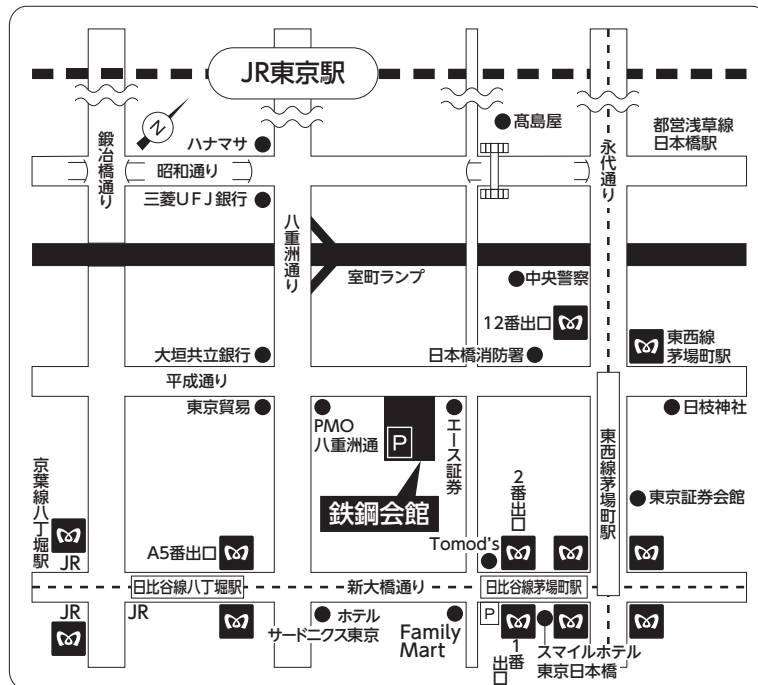 JR東京駅
髙島屋
都営浅草線
日本橋駅
N
ハナマサ
鍛冶橋通り
昭和通り
永代通り
三菱UFJ銀行
八重洲通り
室町ランプ
中央警察
12番出口
東西線
茅場町駅
大垣共立銀行
日本橋消防署
平成通り
東京貿易
PMO
八重洲通
P
エース証券
日枝神社
東西線茅場町駅
鉄鋼会館
2番出口
東京証券会館
京葉線八丁堀駅
JR
A5番出口
Tomod's
日比谷線八丁堀駅
新大橋通り
日比谷線茅場町駅
JR
JR
ホテル
サードニクス東京
Family
Mart
P
1番
出口
スマイルホテル
東京日本橋